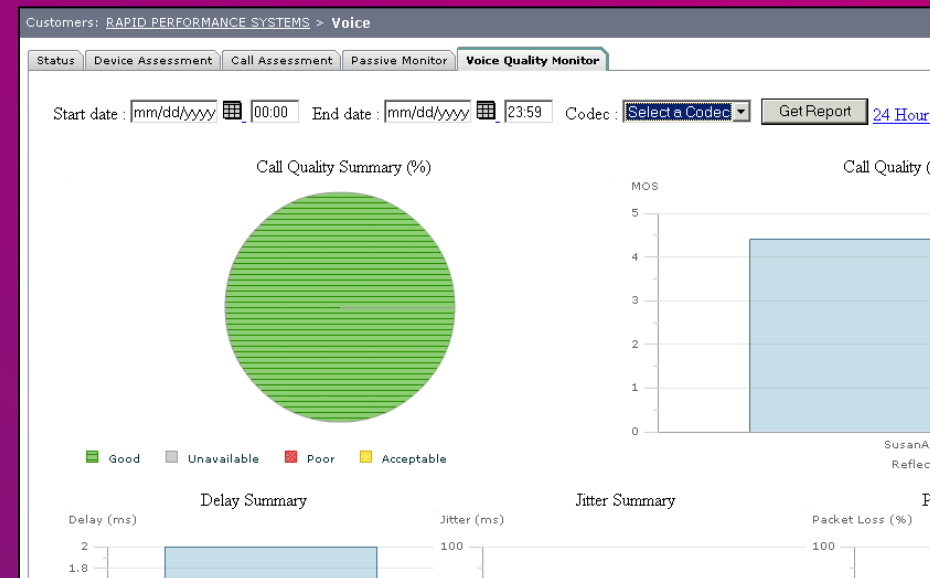 Customers: RAPID PERFORMANCE SYSTEMS > Voice
Status Device Assessment Call Assessment Passive Monitor Voice Quality Monitor
Start date : mm/dd/yyyy 00:00 End date : mm/dd/yyyy 23:59 Codec : Select a Codec Get Report 24 Hour
Call Quality Summary (%)
Call Quality (
MOS
5
4
3
2
1
0
SusanA
Reflec
Good Unavailable Poor Acceptable
Delay Summary
Jitter Summary
P
Delay (ms)
Jitter (ms)
Packet Loss (%)
2
100
100
1.8